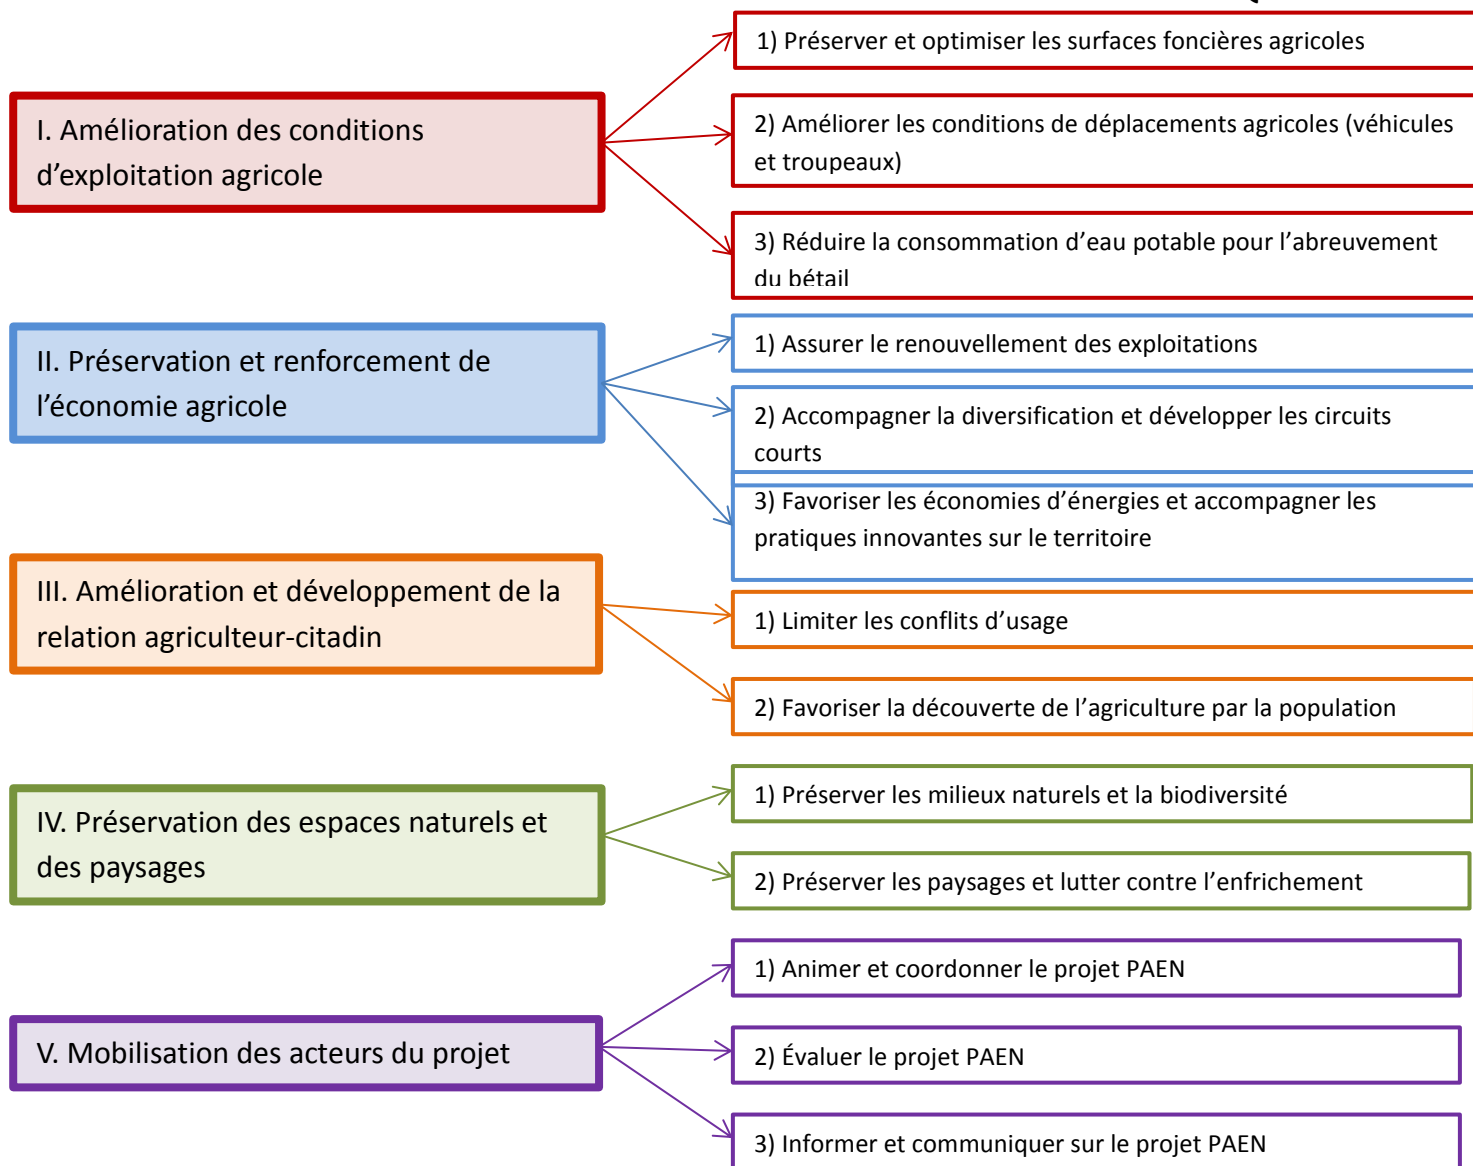 1) Préserver et optimiser les surfaces foncières agricoles
I. Amélioration des conditions
d’exploitation agricole
2) Améliorer les conditions de déplacements agricoles (véhicules
et troupeaux)
3) Réduire la consommation d’eau potable pour l’abreuvement
du bétail
II. Préservation et renforcement de
l’économie agricole
1) Assurer le renouvellement des exploitations
2) Accompagner la diversification et développer les circuits
courts
3) Favoriser les économies d’énergies et accompagner les
pratiques innovantes sur le territoire
III. Amélioration et développement de la
relation agriculteur-citadin
1) Limiter les conflits d’usage
2) Favoriser la découverte de l’agriculture par la population
IV. Préservation des espaces naturels et
des paysages
1) Préserver les milieux naturels et la biodiversité
2) Préserver les paysages et lutter contre l’enfrichement
V. Mobilisation des acteurs du projet
1) Animer et coordonner le projet PAEN
2) Évaluer le projet PAEN
3) Informer et communiquer sur le projet PAEN